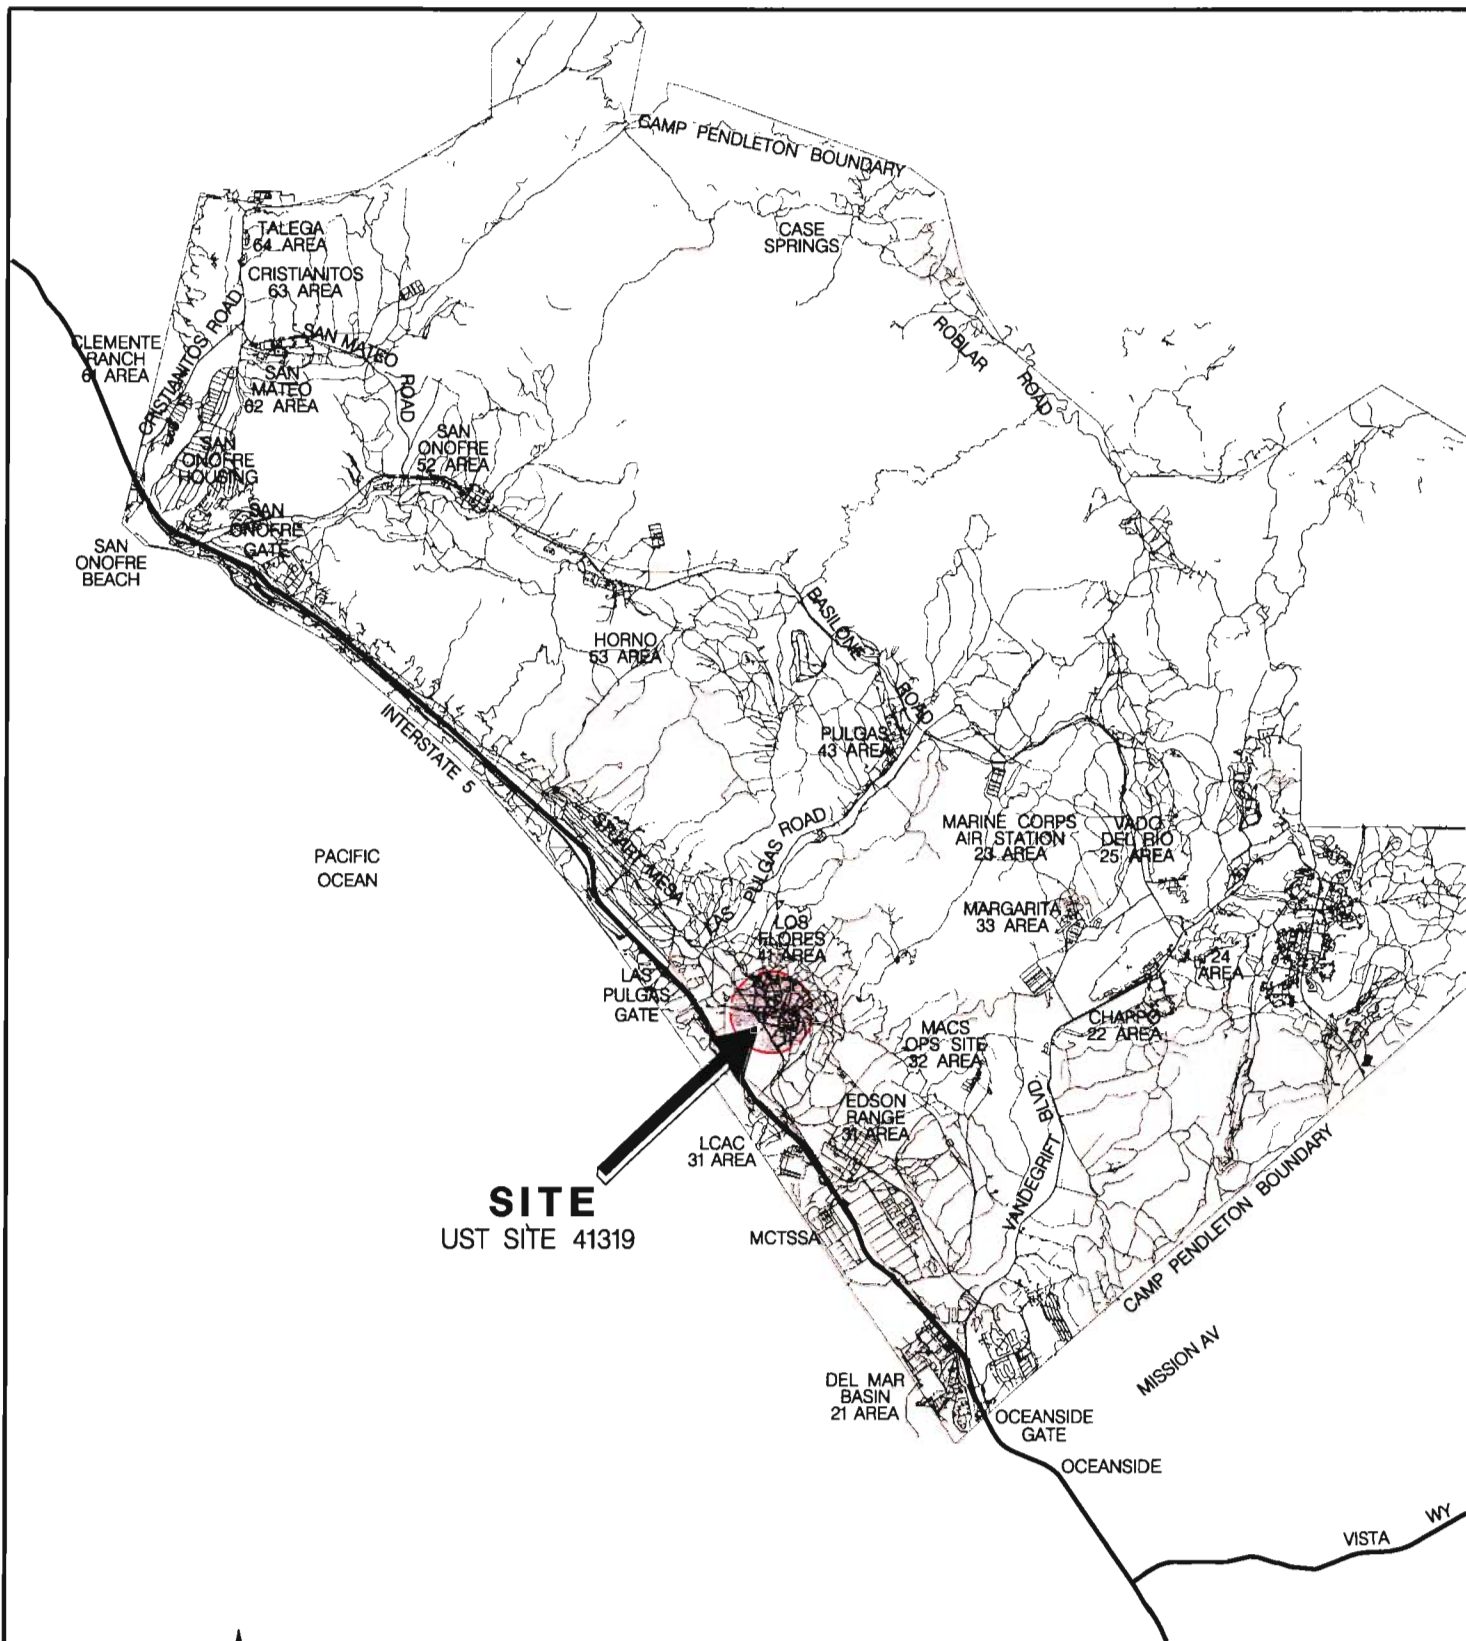 CAMP PENDLETON BOUNDARY
CASE
SPRINGS
TALEGA
64 AREA
CRISTIANITOS
63 AREA
ROBLAR
ROAD
CLEMENTE
RANCH
61 AREA
CRISTIANITOS ROAD
SAN MATEO
ROAD
SAN
MATEO
62 AREA
SAN
ONOFRE
52 AREA
SAN
ONOFRE
HOUSING
SAN
ONOFRE
GATE
SAN
ONOFRE
BEACH
BASILONE
ROAD
HORNO
53 AREA
INTERSTATE 5
PULGAS
43 AREA
STUART MESA
LAS PULGAS ROAD
MARINE CORPS
AIR STATION
23 AREA
VADO
DEL RIO
25 AREA
PACIFIC
OCEAN
MARGARITA
33 AREA
LOS
FLORES
41 AREA
24
AREA
LAS
PULGAS
GATE
CHAPPO
22 AREA
MACS
OPS SITE
32 AREA
EDSON
RANGE
31 AREA
VANDEGRIFT BLVD.
LCAC
31 AREA
SITE
UST SITE 41319
MCTSSA
CAMP PENDLETON BOUNDARY
MISSION AV
DEL MAR
BASIN
21 AREA
OCEANSIDE
GATE
OCEANSIDE
VISTA WY